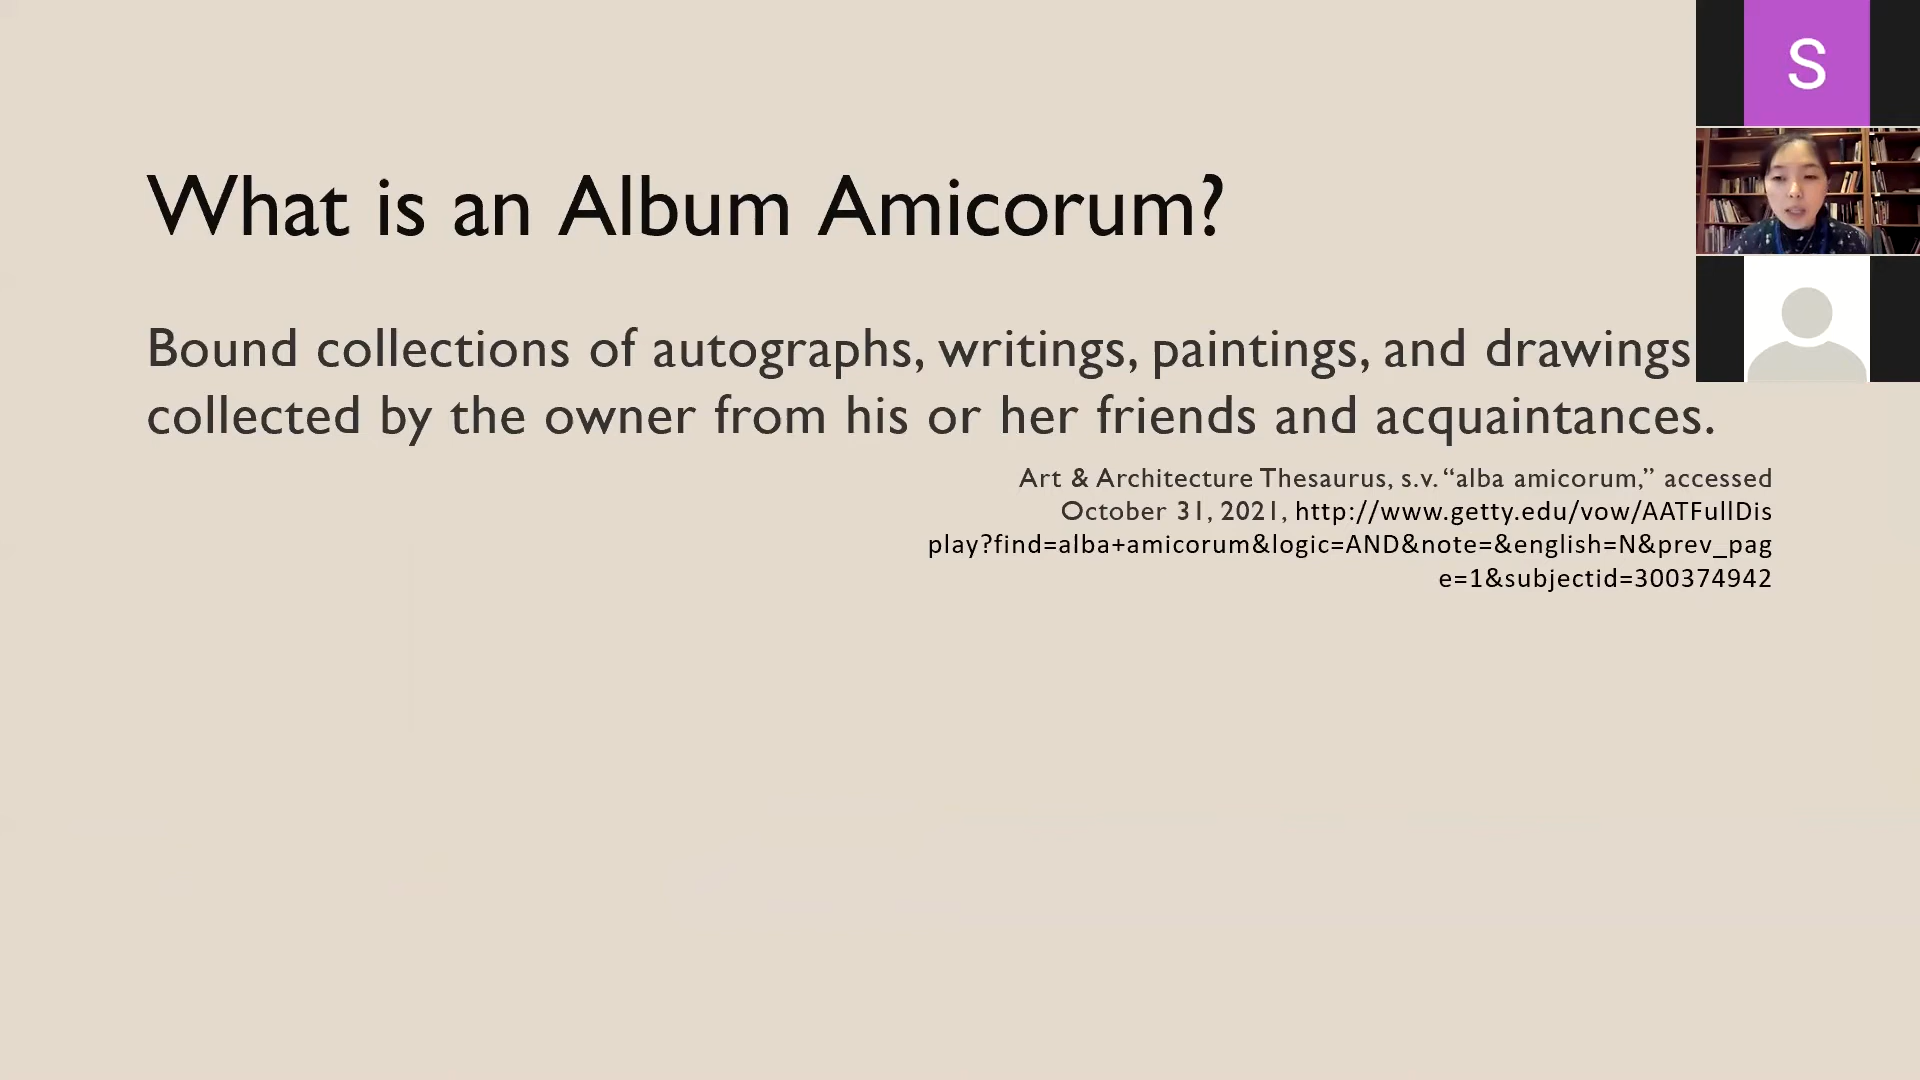 What is an Album Amicorum?
Bound collections of autographs, writings, paintings, and drawings
collected by the owner from his or her friends and acquaintances.
Art & Architecture Thesaurus, s.v. “alba amicorum,” accessed
October 31, 2021, http://www.getty.edu/vow/AATFullDis
play?find=alba+amicorum&logic=AND&note=&english=N&prev_pag
e=1&subjectid=300374942
S